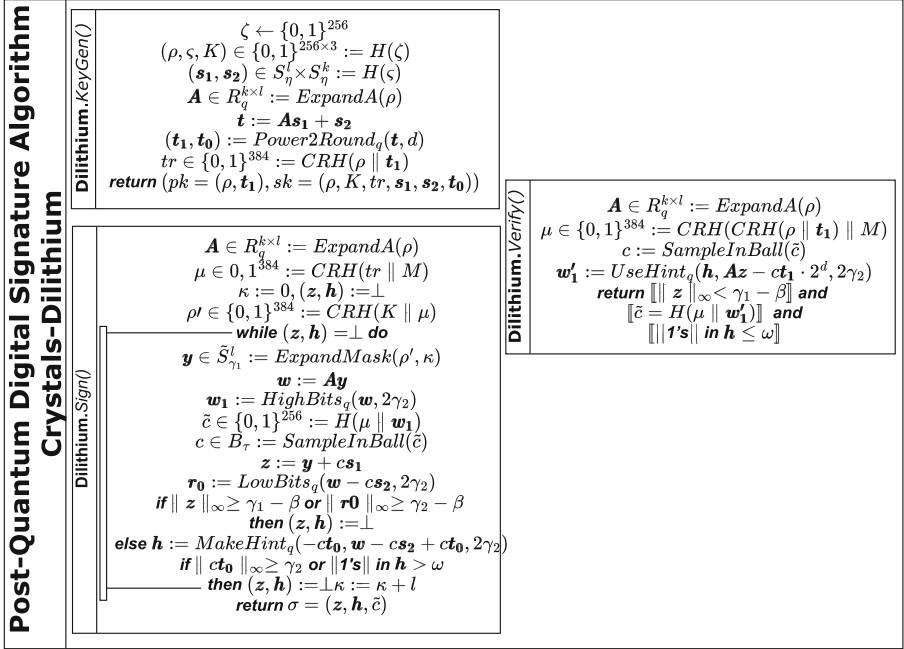 Post-Quantum Digital Signature Algorithm
Crystals-Dilithium
Dilithium.KeyGen()
ζ ← {0, 1}^256
(ρ, ς, K) ∈ {0, 1}^256×3 := H(ζ)
(s₁, s₂) ∈ S_η^l × S_η^k := H(ς)
A ∈ R_q^k×l := ExpandA(ρ)
t := As₁ + s₂
(t₁, t₀) := Power2Round_q(t, d)
tr ∈ {0, 1}^384 := CRH(ρ ∥ t₁)
return (pk = (ρ, t₁), sk = (ρ, K, tr, s₁, s₂, t₀))
Dilithium.Sign()
A ∈ R_q^k×l := ExpandA(ρ)
μ ∈ 0, 1^384 := CRH(tr ∥ M)
κ := 0, (z, h) :=⊥
ρ′ ∈ {0, 1}^384 := CRH(K ∥ μ)
while (z, h) =⊥ do
y ∈ S̃_γ₁^l := ExpandMask(ρ′, κ)
w := Ay
w₁ := HighBits_q(w, 2γ₂)
c̃ ∈ {0, 1}^256 := H(μ ∥ w₁)
c ∈ B_τ := SampleInBall(c̃)
z := y + cs₁
r₀ := LowBits_q(w − cs₂, 2γ₂)
if ∥ z ∥_∞≥ γ₁ − β or ∥ r0 ∥_∞≥ γ₂ − β
then (z, h) :=⊥
else h := MakeHint_q(−ct₀, w − cs₂ + ct₀, 2γ₂)
if ∥ ct₀ ∥_∞≥ γ₂ or ||1's|| in h > ω
then (z, h) :=⊥κ := κ + l
return σ = (z, h, c̃)
Dilithium.Verify()
A ∈ R_q^k×l := ExpandA(ρ)
μ ∈ {0, 1}^384 := CRH(CRH(ρ ∥ t₁) ∥ M)
c := SampleInBall(c̃)
w₁′ := UseHint_q(h, Az − ct₁ · 2^d, 2γ₂)
return ⟦∥ z ∥_∞< γ₁ − β⟧ and
⟦c̃ = H(μ ∥ w₁′)⟧ and
⟦||1's|| in h ≤ ω⟧